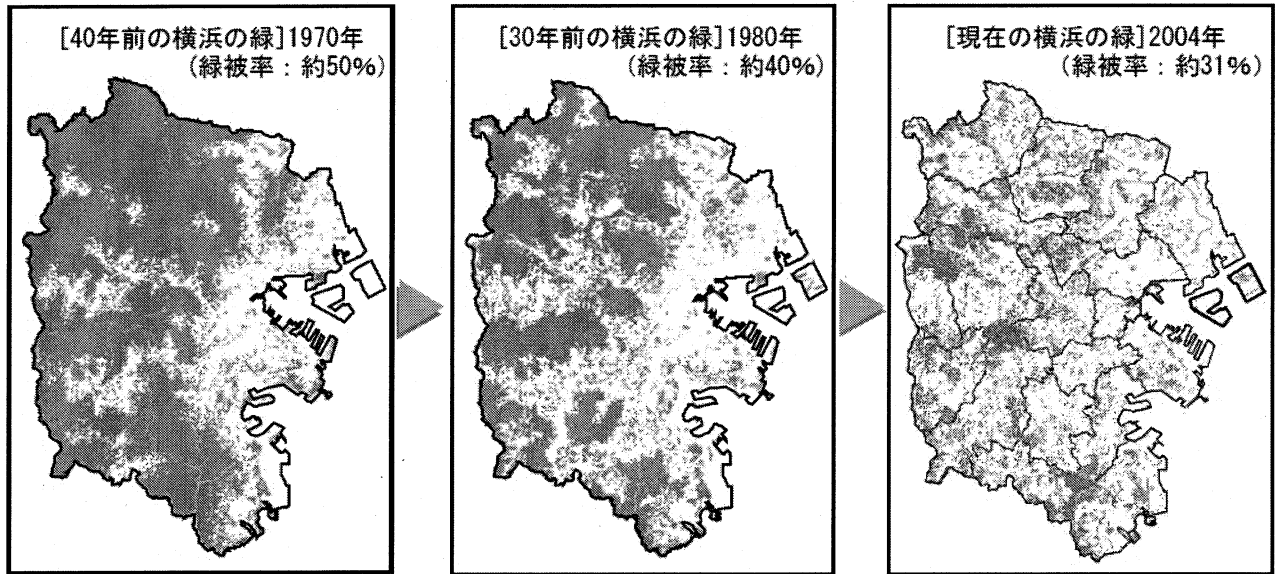 [40年前の横浜の緑]1970年
(緑被率：約50%)
[30年前の横浜の緑]1980年
(緑被率：約40%)
[現在の横浜の緑]2004年
(緑被率：約31%)